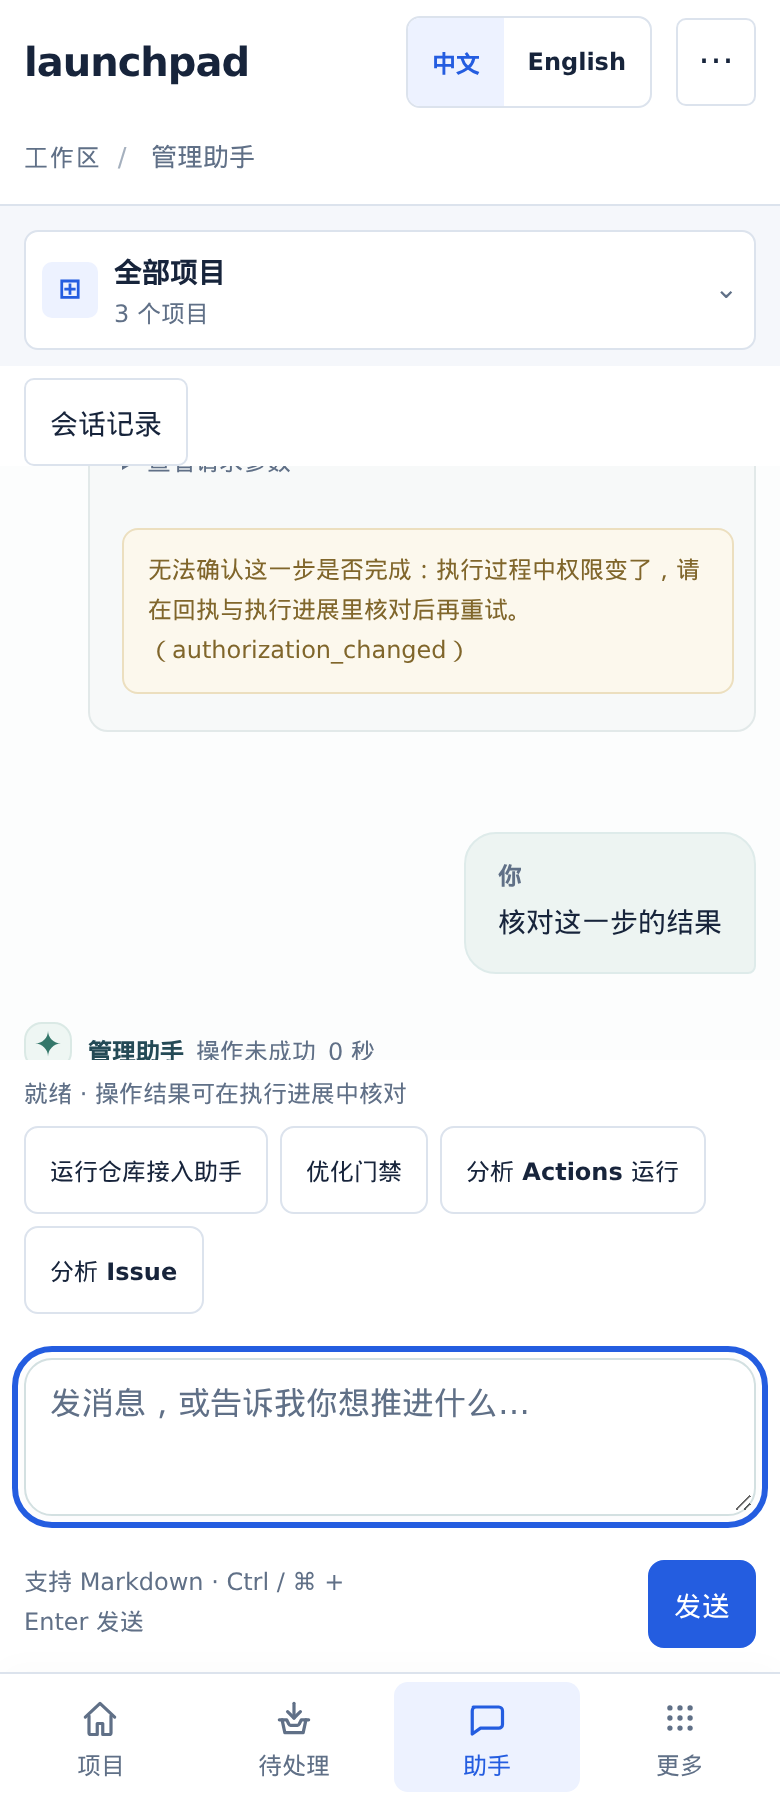 launchpad
中文 English ···
工作区 / 管理助手
全部项目
3 个项目
会话记录
查看请求参数
无法确认这一步是否完成：执行过程中权限变了，请
在回执与执行进展里核对后再重试。
（authorization_changed）
你
核对这一步的结果
管理助手 操作未成功 0 秒
就绪 · 操作结果可在执行进展中核对
运行仓库接入助手 优化门禁 分析 Actions 运行
分析 Issue
发消息，或告诉我你想推进什么...
支持 Markdown · Ctrl / ⌘ +
Enter 发送
发送
项目 待处理 助手 更多